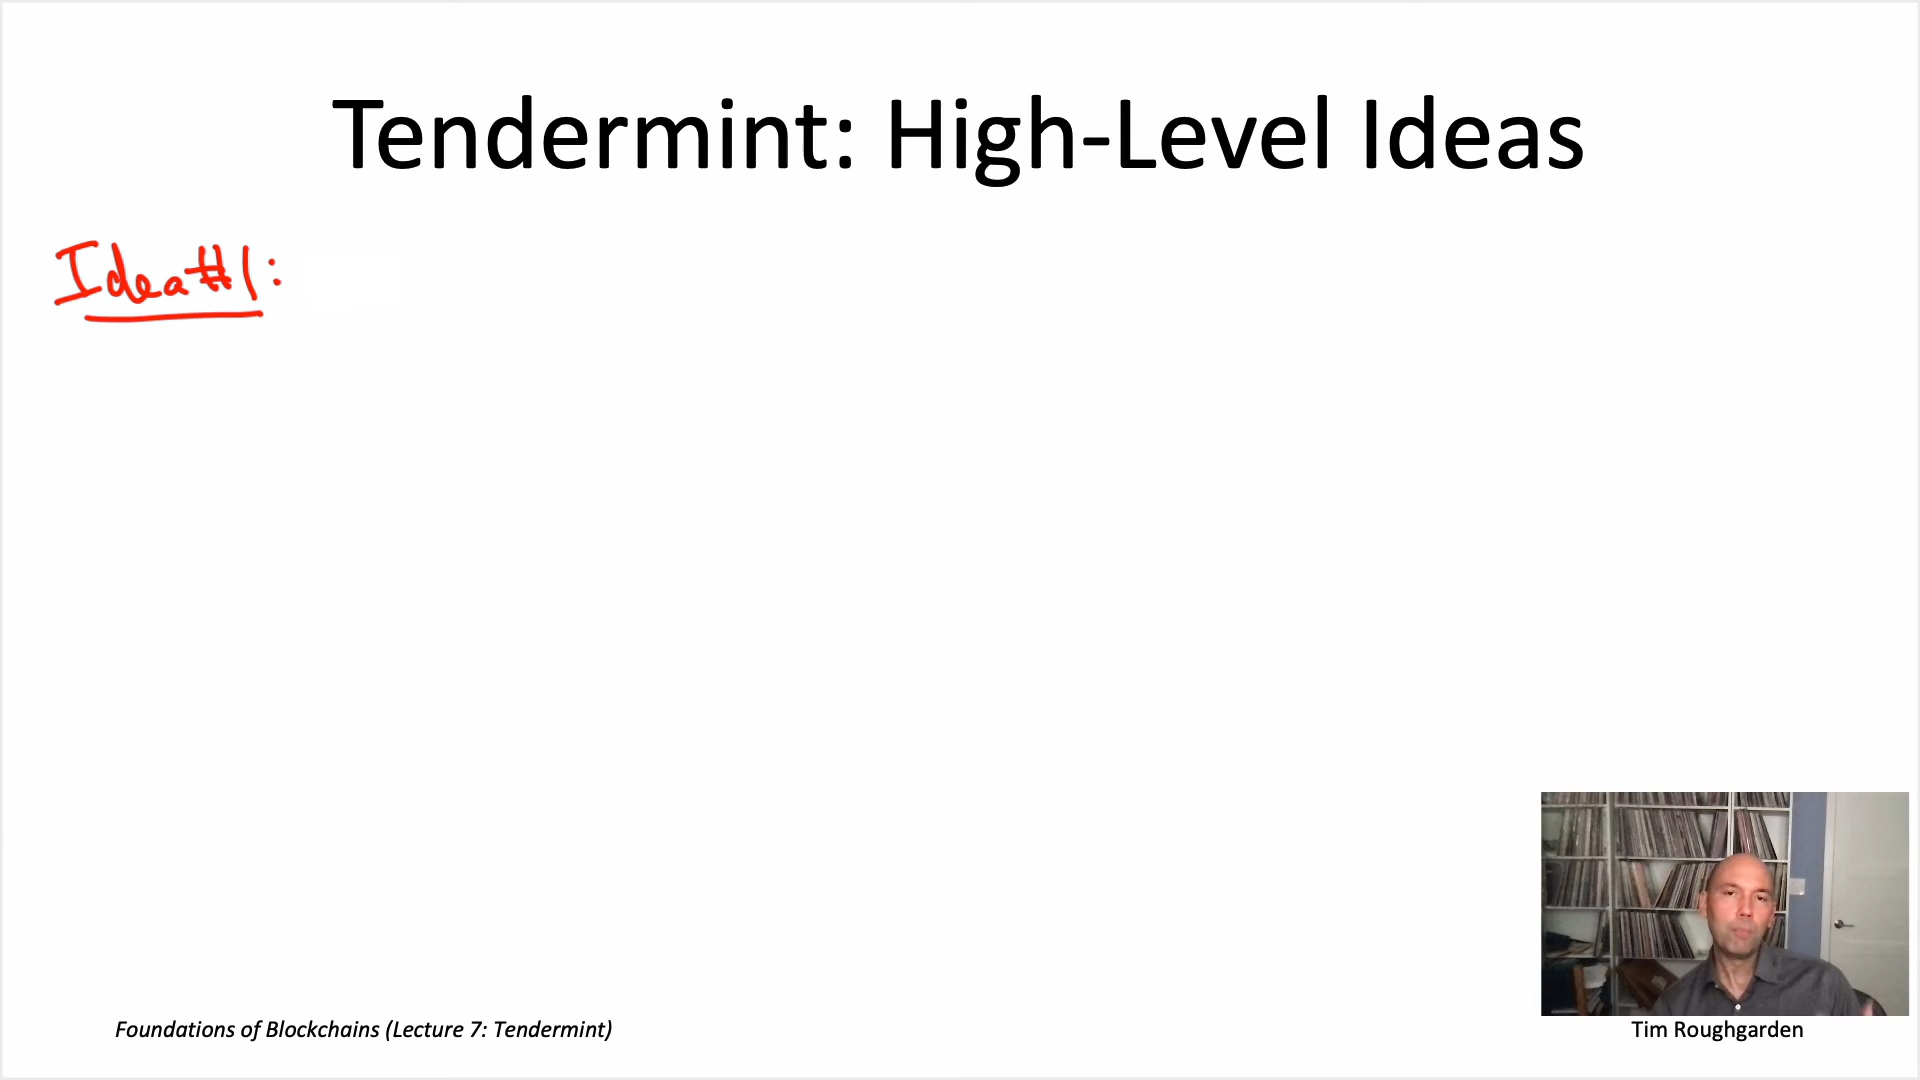 Tendermint: High-Level Ideas
Idea #1:
Foundations of Blockchains (Lecture 7: Tendermint)
Tim Roughgarden